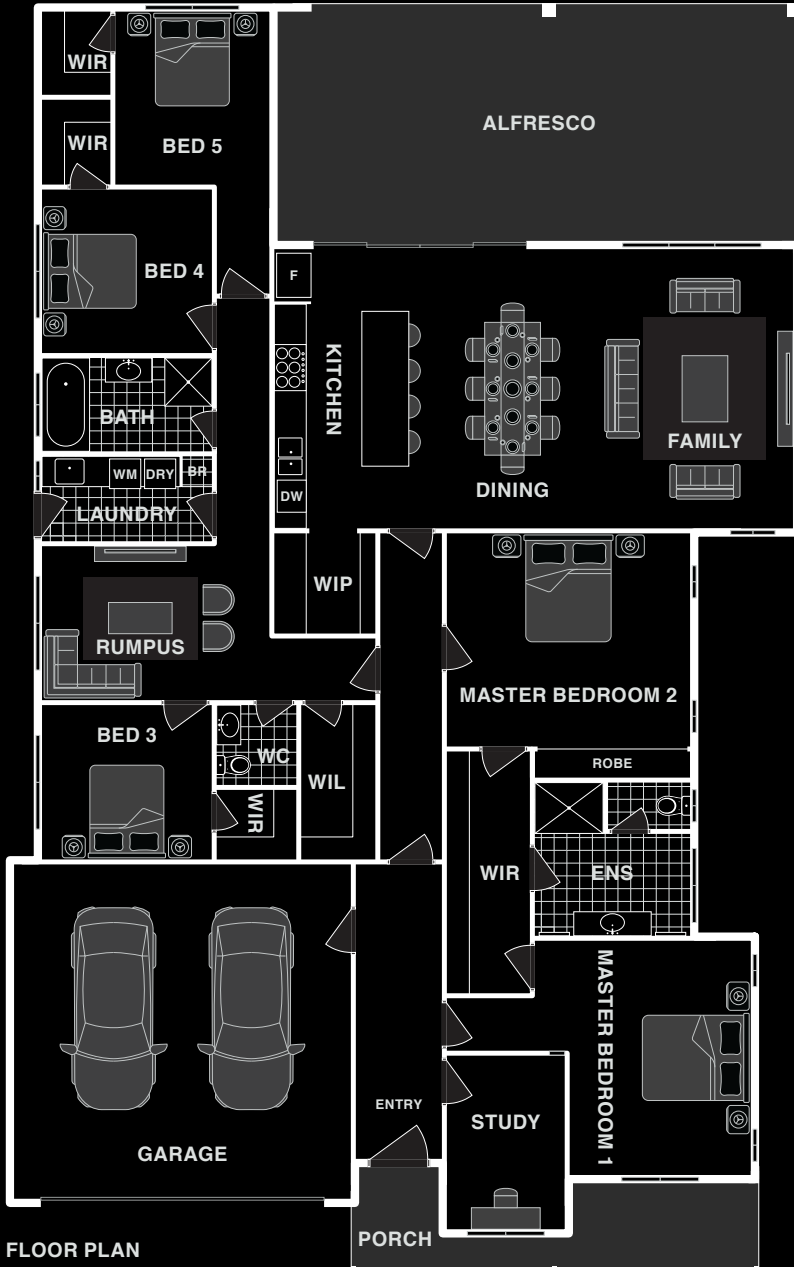 WIR
ALFRESCO
WIR
BED 5
BED 4
F
KITCHEN
BATH
FAMILY
WM
DRY
BR
DINING
DW
LAUNDRY
WIP
RUMPUS
MASTER BEDROOM 2
BED 3
WC
ROBE
WIL
WIR
WIR
ENS
MASTER BEDROOM 1
ENTRY
STUDY
GARAGE
PORCH
FLOOR PLAN